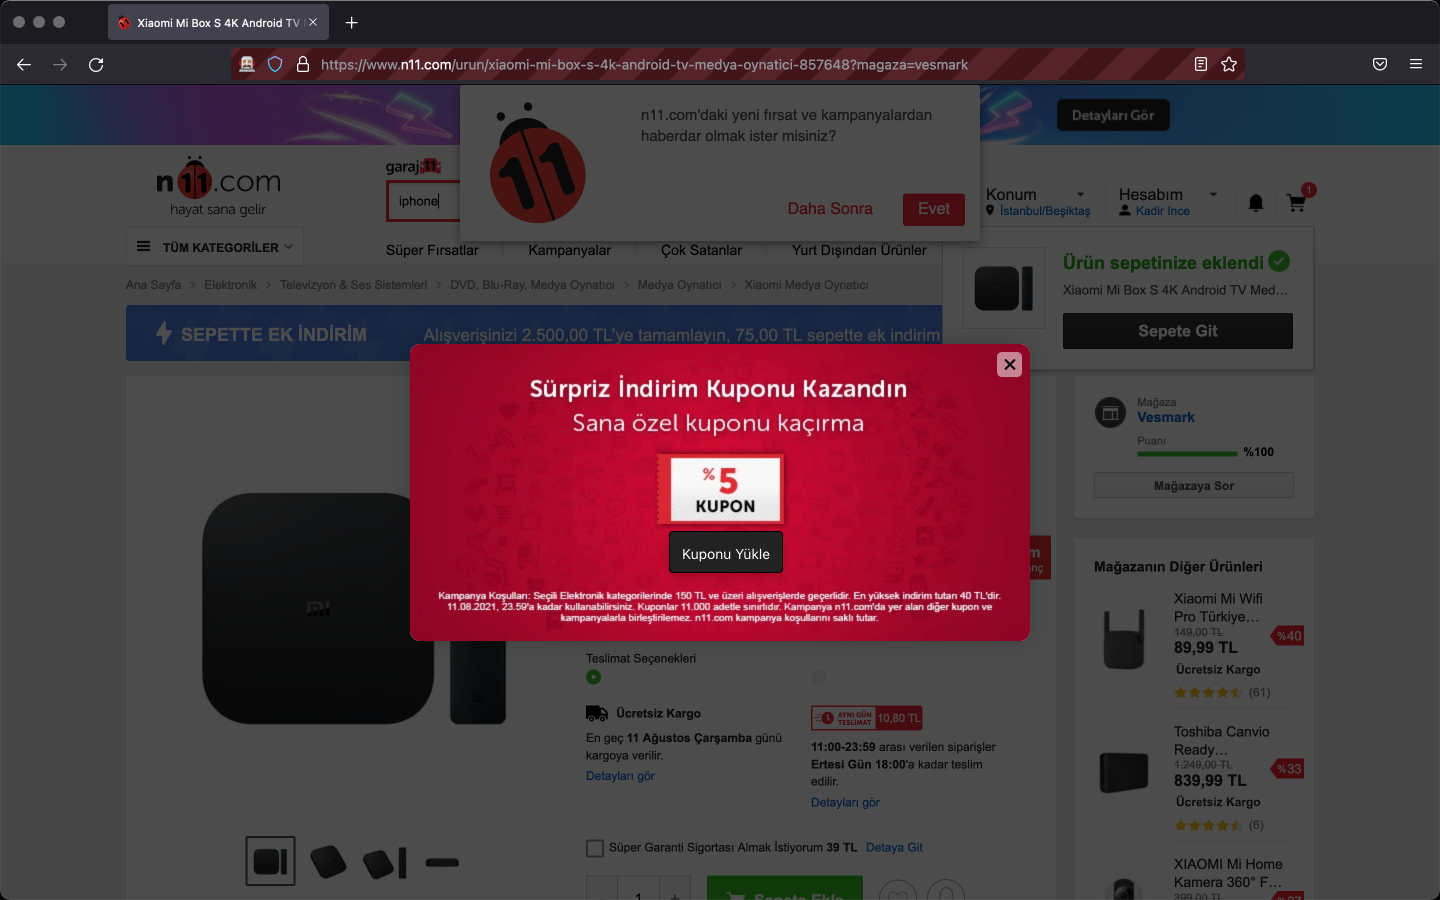 Xiaomi Mi Box S 4K Android TV
https://www.n11.com/urun/xiaomi-mi-box-s-4k-android-tv-medya-oynatici-857648?magaza=vesmark
n11.com'daki yeni fırsat ve kampanyalardan
haberdar olmak ister misiniz?
Daha Sonra
Evet
Detayları Gör
n11.com
hayat sana gelir
garaj11
iphone
Konum
İstanbul/Beşiktaş
Hesabım
Kadir Ince
1
TÜM KATEGORİLER
Süper Fırsatlar
Kampanyalar
Çok Satanlar
Yurt Dışından Ürünler
Ürün sepetinize eklendi
Xiaomi Mi Box S 4K Android TV Med...
Sepete Git
Ana Sayfa > Elektronik > Televizyon & Ses Sistemleri > DVD, Blu-Ray, Medya Oynatıcı > Medya Oynatıcı > Xiaomi Medya Oynatıcı
SEPETTE EK İNDİRİM
Alışverişinizi 2.500,00 TL'ye tamamlayın, 75,00 TL sepette ek indirim
Sürpriz İndirim Kuponu Kazandın
Sana özel kuponu kaçırma
%5
KUPON
Kuponu Yükle
Kampanya Koşulları: Seçili Elektronik kategorilerinde 150 TL ve üzeri alışverişlerde geçerlidir. En yüksek indirim tutarı 40 TL'dir.
11.08.2021, 23.59'a kadar kullanabilirsiniz. Kuponlar 11.000 adetle sınırlıdır. Kampanya n11.com'da yer alan diğer kupon ve
kampanyalarla birleştirilemez. n11.com kampanya koşullarını saklı tutar.
Mağaza
Vesmark
Puanı
%100
Mağazaya Sor
Mağazanın Diğer Ürünleri
Xiaomi Mi Wifi
Pro Türkiye...
149,00 TL
89,99 TL
%40
Ücretsiz Kargo
(61)
Toshiba Canvio
Ready...
1.249,00 TL
839,99 TL
%33
Ücretsiz Kargo
(6)
XIAOMI Mi Home
Kamera 360° F...
399,00 TL
Teslimat Seçenekleri
Ücretsiz Kargo
En geç 11 Ağustos Çarşamba günü
kargoya verilir.
Detayları gör
AYNI GÜN
TESLİMAT
10,80 TL
11:00-23:59 arası verilen siparişler
Ertesi Gün 18:00'a kadar teslim
edilir.
Detayları gör
Süper Garanti Sigortası Almak İstiyorum 39 TL
Detaya Git
1
Sepete Ekle